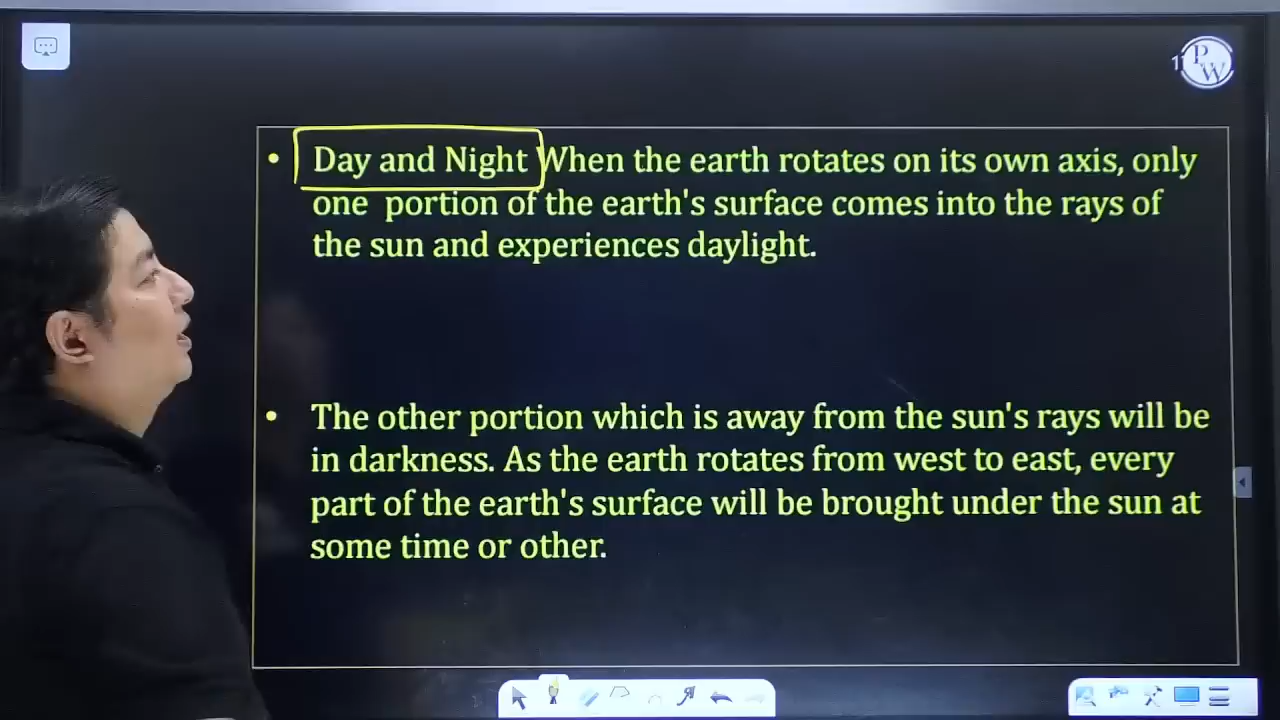 PW
Day and Night When the earth rotates on its own axis, only
one portion of the earth's surface comes into the rays of
the sun and experiences daylight.
The other portion which is away from the sun's rays will be
in darkness. As the earth rotates from west to east, every
part of the earth's surface will be brought under the sun at
some time or other.